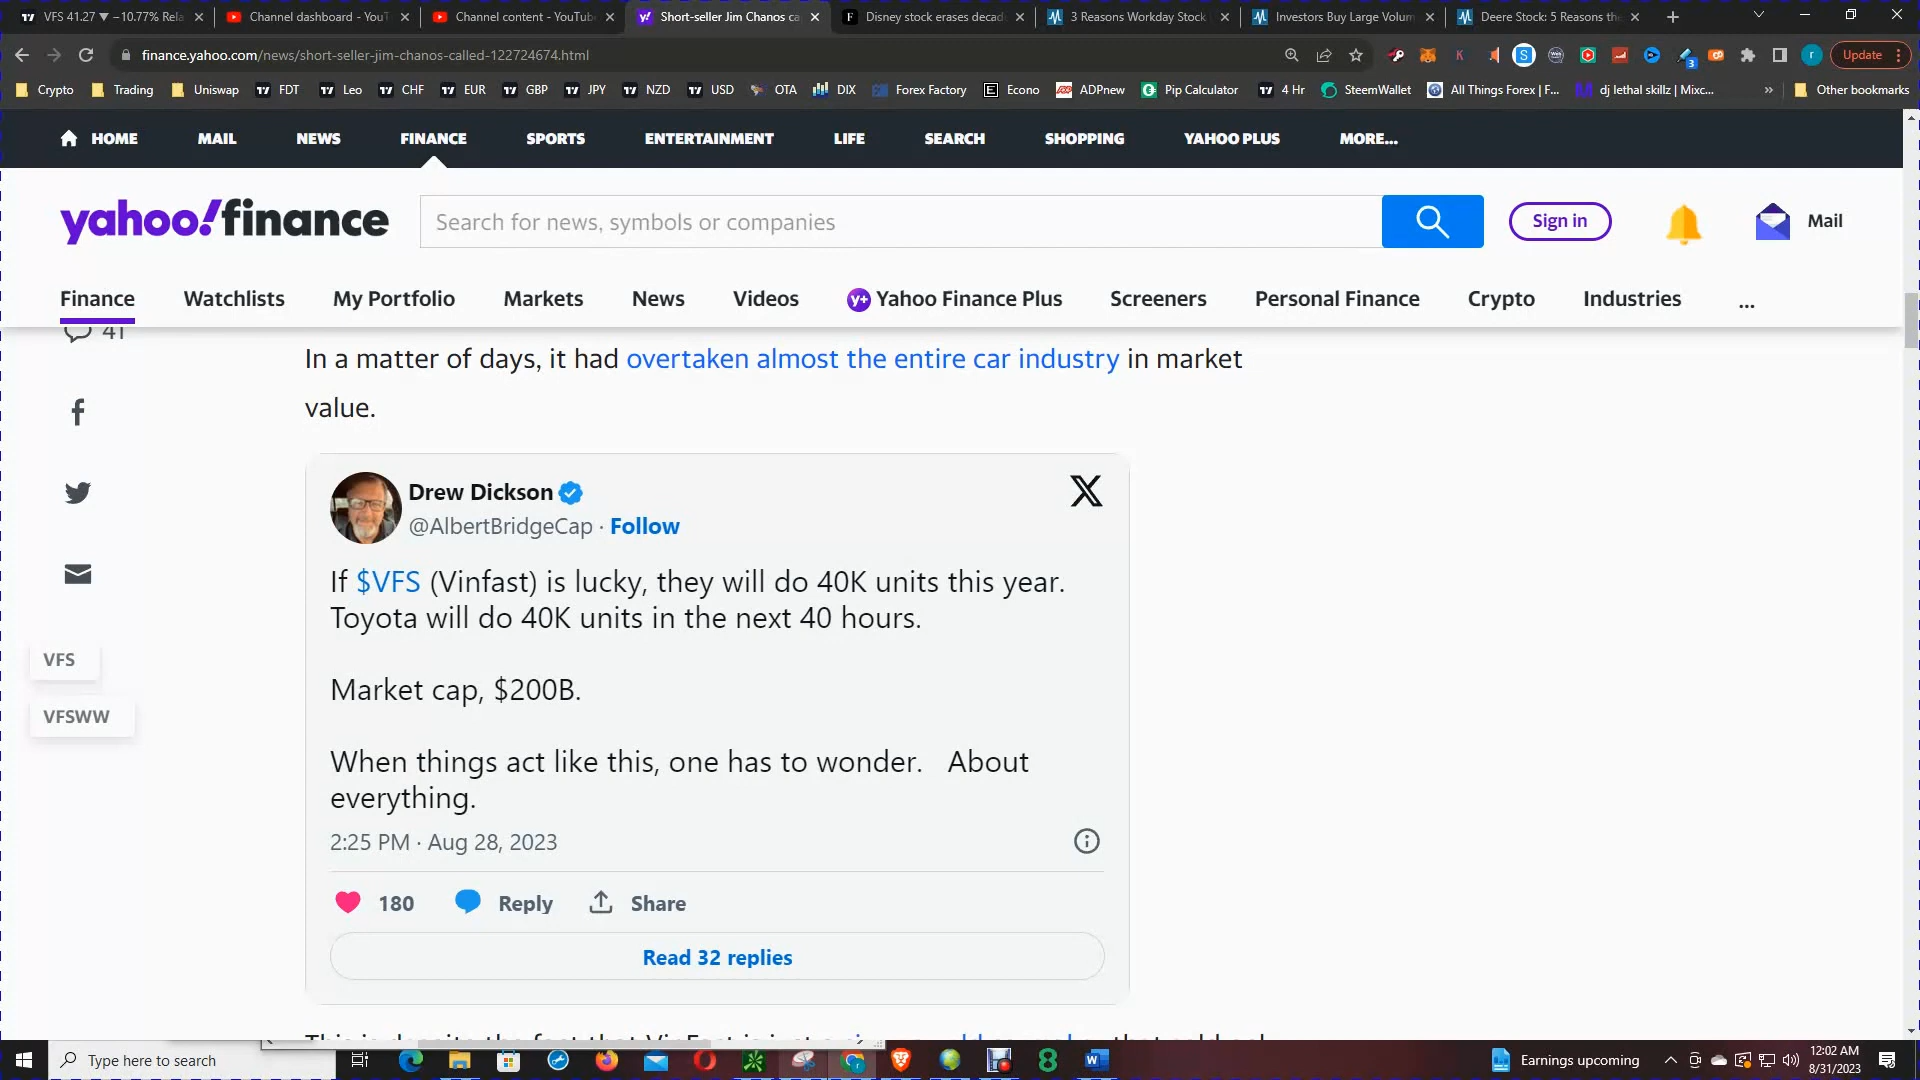 VFS 41.27 ▼ −10.77% Rela
Channel dashboard - YouT
Channel content - YouTube
Short-seller Jim Chanos ca
Disney stock erases decad
3 Reasons Workday Stock
Investors Buy Large Volum
Deere Stock: 5 Reasons the
finance.yahoo.com/news/short-seller-jim-chanos-called-122724674.html
Update
Crypto Trading Uniswap FDT Leo CHF EUR GBP JPY NZD USD OTA DIX Forex Factory Econo ADPnew Pip Calculator 4 Hr SteemWallet All Things Forex | F... dj lethal skillz | Mixc... » Other bookmarks
HOME MAIL NEWS FINANCE SPORTS ENTERTAINMENT LIFE SEARCH SHOPPING YAHOO PLUS MORE...
yahoo!finance
Search for news, symbols or companies
Sign in
Mail
Finance Watchlists My Portfolio Markets News Videos Yahoo Finance Plus Screeners Personal Finance Crypto Industries ...
41
In a matter of days, it had overtaken almost the entire car industry in market
value.
Drew Dickson
@AlbertBridgeCap · Follow
If $VFS (Vinfast) is lucky, they will do 40K units this year.
Toyota will do 40K units in the next 40 hours.
Market cap, $200B.
When things act like this, one has to wonder. About
everything.
2:25 PM · Aug 28, 2023
180 Reply Share
Read 32 replies
VFS
VFSWW
Type here to search
Earnings upcoming
12:02 AM
8/31/2023